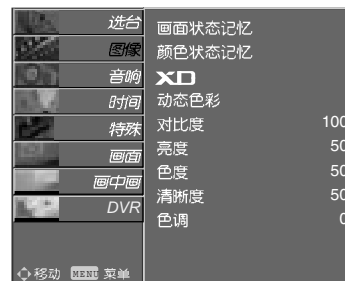 选台
图像
音响
时间
特殊
画面
画中画
DVR
移动 MENU 菜单
画面状态记忆
颜色状态记忆
XD
动态色彩
对比度 100
亮度 50
色度 50
清晰度 50
色调 0